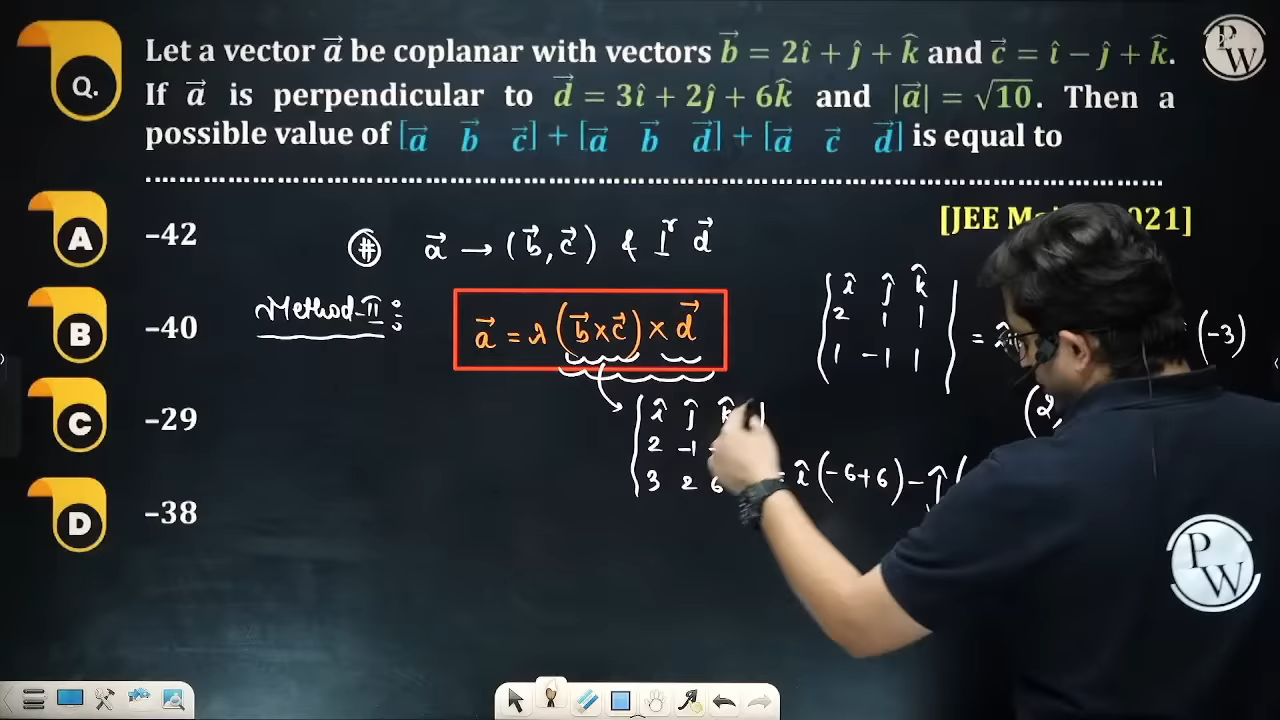 Q.
Let a vector a⃗ be coplanar with vectors b⃗ = 2î + ĵ + k̂ and c⃗ = î − ĵ + k̂.
If a⃗ is perpendicular to d⃗ = 3î + 2ĵ + 6k̂ and |a⃗| = √10. Then a
possible value of [a⃗ b⃗ c⃗] + [a⃗ b⃗ d⃗] + [a⃗ c⃗ d⃗] is equal to
[JEE 2021]
A –42
B –40
C –29
D –38
# a⃗ → (b⃗, c⃗) & ⊥ʳ d⃗
Method-II :
a⃗ = λ (b⃗ × c⃗) × d⃗
î ĵ k̂
2 1 1
1 -1 1
= (-3)
(2,
î ĵ k̂
2 -1
3 2 6
= î (-6+6) - ĵ (
PW
PW